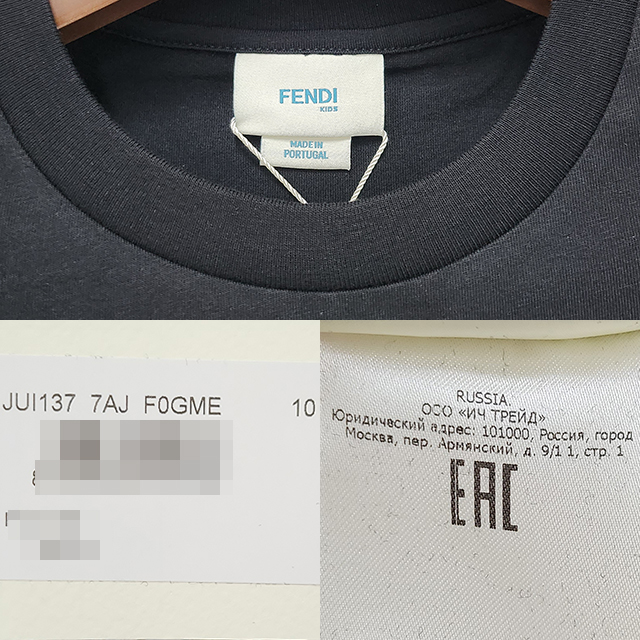 FENDI
KIDS
MADE IN
PORTUGAL
JUI137 7AJ F0GME 10
RUSSIA.
ООО «ИЧ ТРЕЙД»
Юридический адрес: 101000, Россия, город
Москва, пер. Армянский, д. 9/1 1, стр. 1
EAC